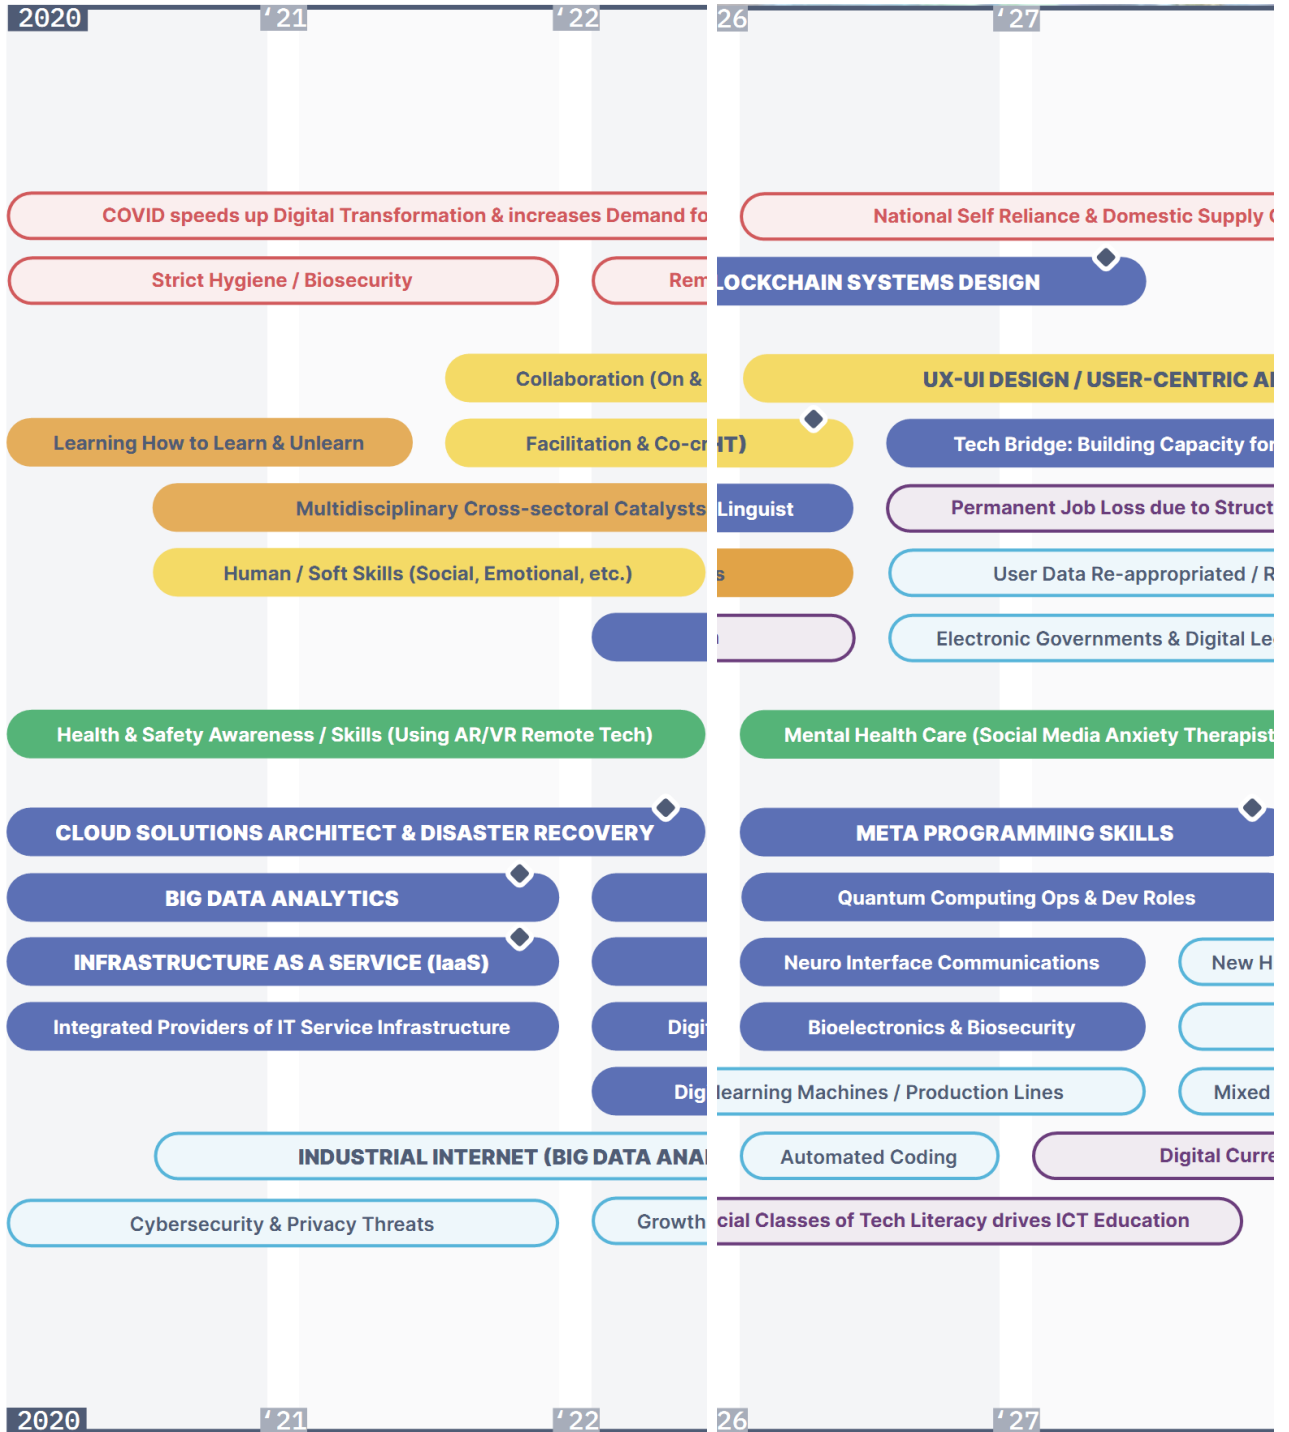 2020 '21 '22
COVID speeds up Digital Transformation & increases Demand fo
Strict Hygiene / Biosecurity
Rem
Collaboration (On &
Learning How to Learn & Unlearn
Facilitation & Co-cr
Multidisciplinary Cross-sectoral Catalysts
Human / Soft Skills (Social, Emotional, etc.)
Health & Safety Awareness / Skills (Using AR/VR Remote Tech)
CLOUD SOLUTIONS ARCHITECT & DISASTER RECOVERY
BIG DATA ANALYTICS
INFRASTRUCTURE AS A SERVICE (IaaS)
Integrated Providers of IT Service Infrastructure
Digi
Dig
INDUSTRIAL INTERNET (BIG DATA ANA
Cybersecurity & Privacy Threats
Growth
2020 '21 '22
26 '27
National Self Reliance & Domestic Supply
LOCKCHAIN SYSTEMS DESIGN
UX-UI DESIGN / USER-CENTRIC A
HT)
Tech Bridge: Building Capacity for
Linguist
Permanent Job Loss due to Struct
s
User Data Re-appropriated / R
Electronic Governments & Digital Le
Mental Health Care (Social Media Anxiety Therapist
META PROGRAMMING SKILLS
Quantum Computing Ops & Dev Roles
Neuro Interface Communications
New H
Bioelectronics & Biosecurity
learning Machines / Production Lines
Mixed
Automated Coding
Digital Curre
cial Classes of Tech Literacy drives ICT Education
26 '27